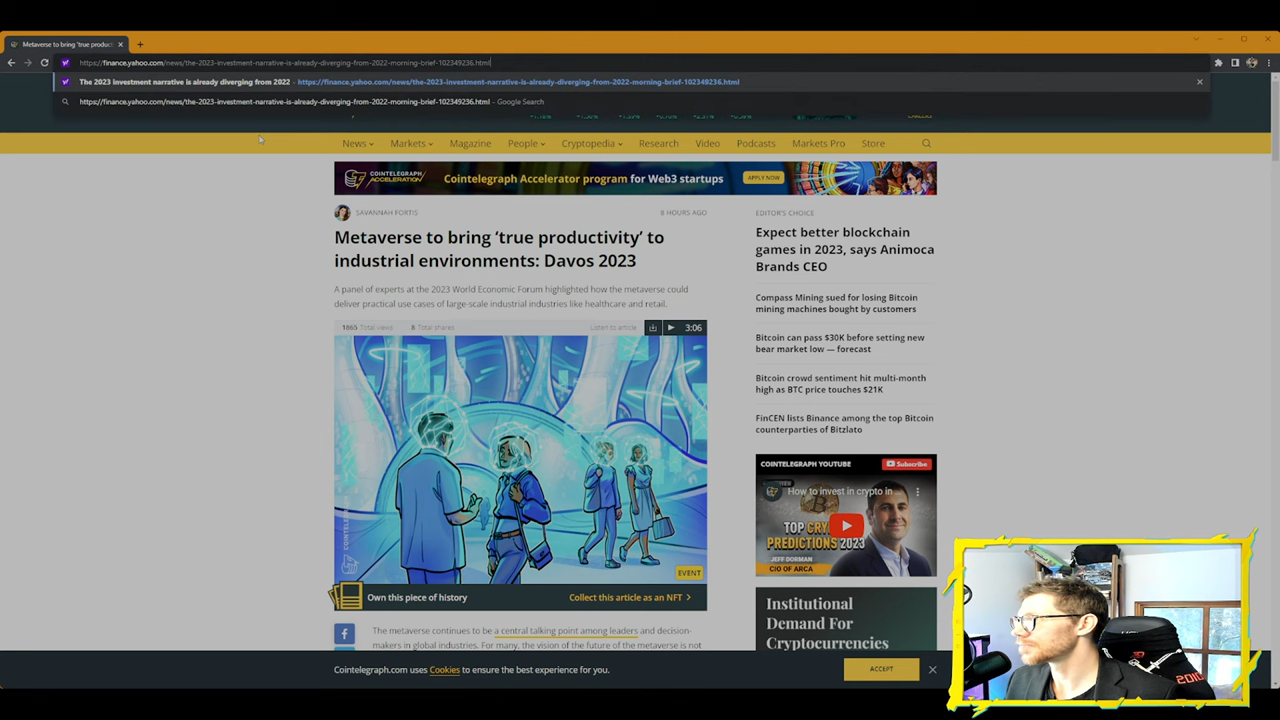 Metaverse to bring 'true product
https://finance.yahoo.com/news/the-2023-investment-narrative-is-already-diverging-from-2022-morning-brief-102349236.html
The 2023 investment narrative is already diverging from 2022 - https://finance.yahoo.com/news/the-2023-investment-narrative-is-already-diverging-from-2022-morning-brief-102349236.html
https://finance.yahoo.com/news/the-2023-investment-narrative-is-already-diverging-from-2022-morning-brief-102349236.html - Google Search
News Markets Magazine People Cryptopedia Research Video Podcasts Markets Pro Store
COINTELEGRAPH
ACCELERATION
Cointelegraph Accelerator program for Web3 startups
APPLY NOW
SAVANNAH FORTIS
8 HOURS AGO
Metaverse to bring 'true productivity' to
industrial environments: Davos 2023
A panel of experts at the 2023 World Economic Forum highlighted how the metaverse could
deliver practical use cases of large-scale industrial industries like healthcare and retail.
1865 Total views 8 Total shares Listen to article 3:06
COINTELEGRAPH
EVENT
Own this piece of history
Collect this article as an NFT
The metaverse continues to be a central talking point among leaders and decision-
makers in global industries. For many, the vision of the future of the metaverse is not
EDITOR'S CHOICE
Expect better blockchain
games in 2023, says Animoca
Brands CEO
Compass Mining sued for losing Bitcoin
mining machines bought by customers
Bitcoin can pass $30K before setting new
bear market low — forecast
Bitcoin crowd sentiment hit multi-month
high as BTC price touches $21K
FinCEN lists Binance among the top Bitcoin
counterparties of Bitzlato
COINTELEGRAPH YOUTUBE
Subscribe
How to invest in crypto in ...
PREDICTIONS 2023
JEFF DORMAN
CIO OF ARCA
Institutional
Demand For
Cryptocurrencies
Cointelegraph.com uses Cookies to ensure the best experience for you.
ACCEPT